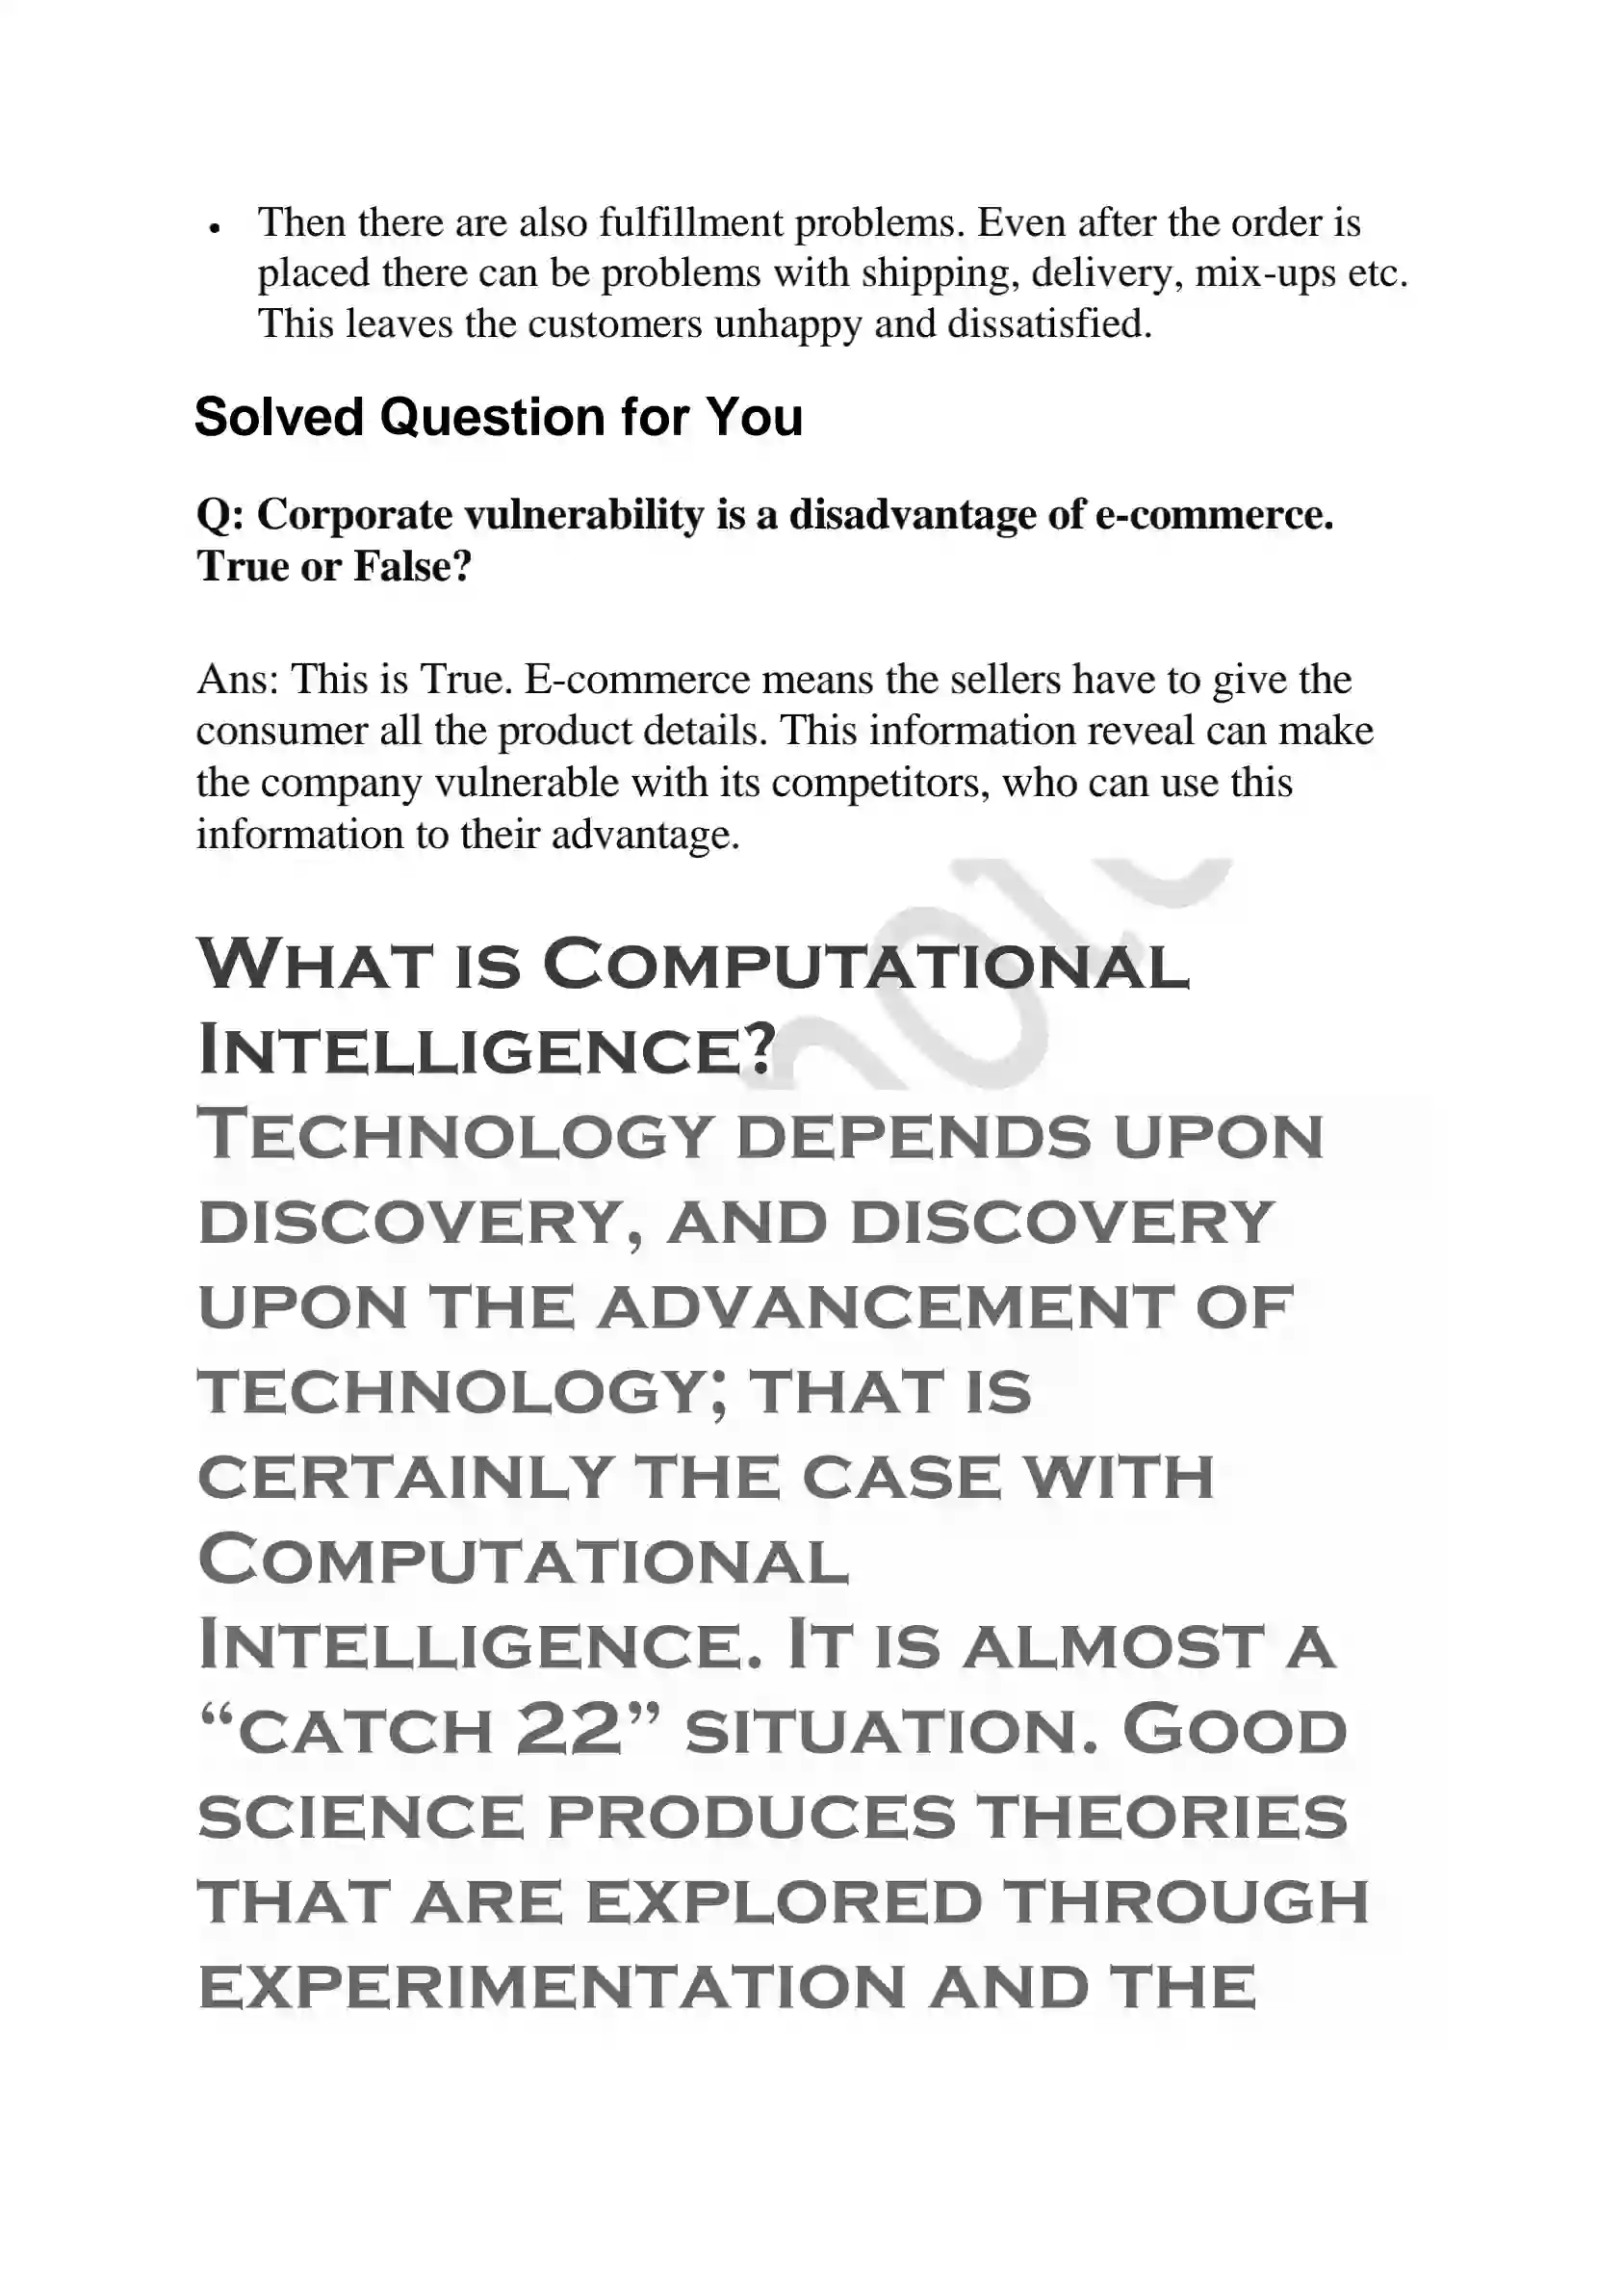 • Then there are also fulfillment problems. Even after the order is
placed there can be problems with shipping, delivery, mix-ups etc.
This leaves the customers unhappy and dissatisfied.
Solved Question for You
Q: Corporate vulnerability is a disadvantage of e-commerce.
True or False?
Ans: This is True. E-commerce means the sellers have to give the
consumer all the product details. This information reveal can make
the company vulnerable with its competitors, who can use this
information to their advantage.
What is Computational
Intelligence?
Technology depends upon
discovery, and discovery
upon the advancement of
technology; that is
certainly the case with
Computational
Intelligence. It is almost a
“catch 22” situation. Good
science produces theories
that are explored through
experimentation and the